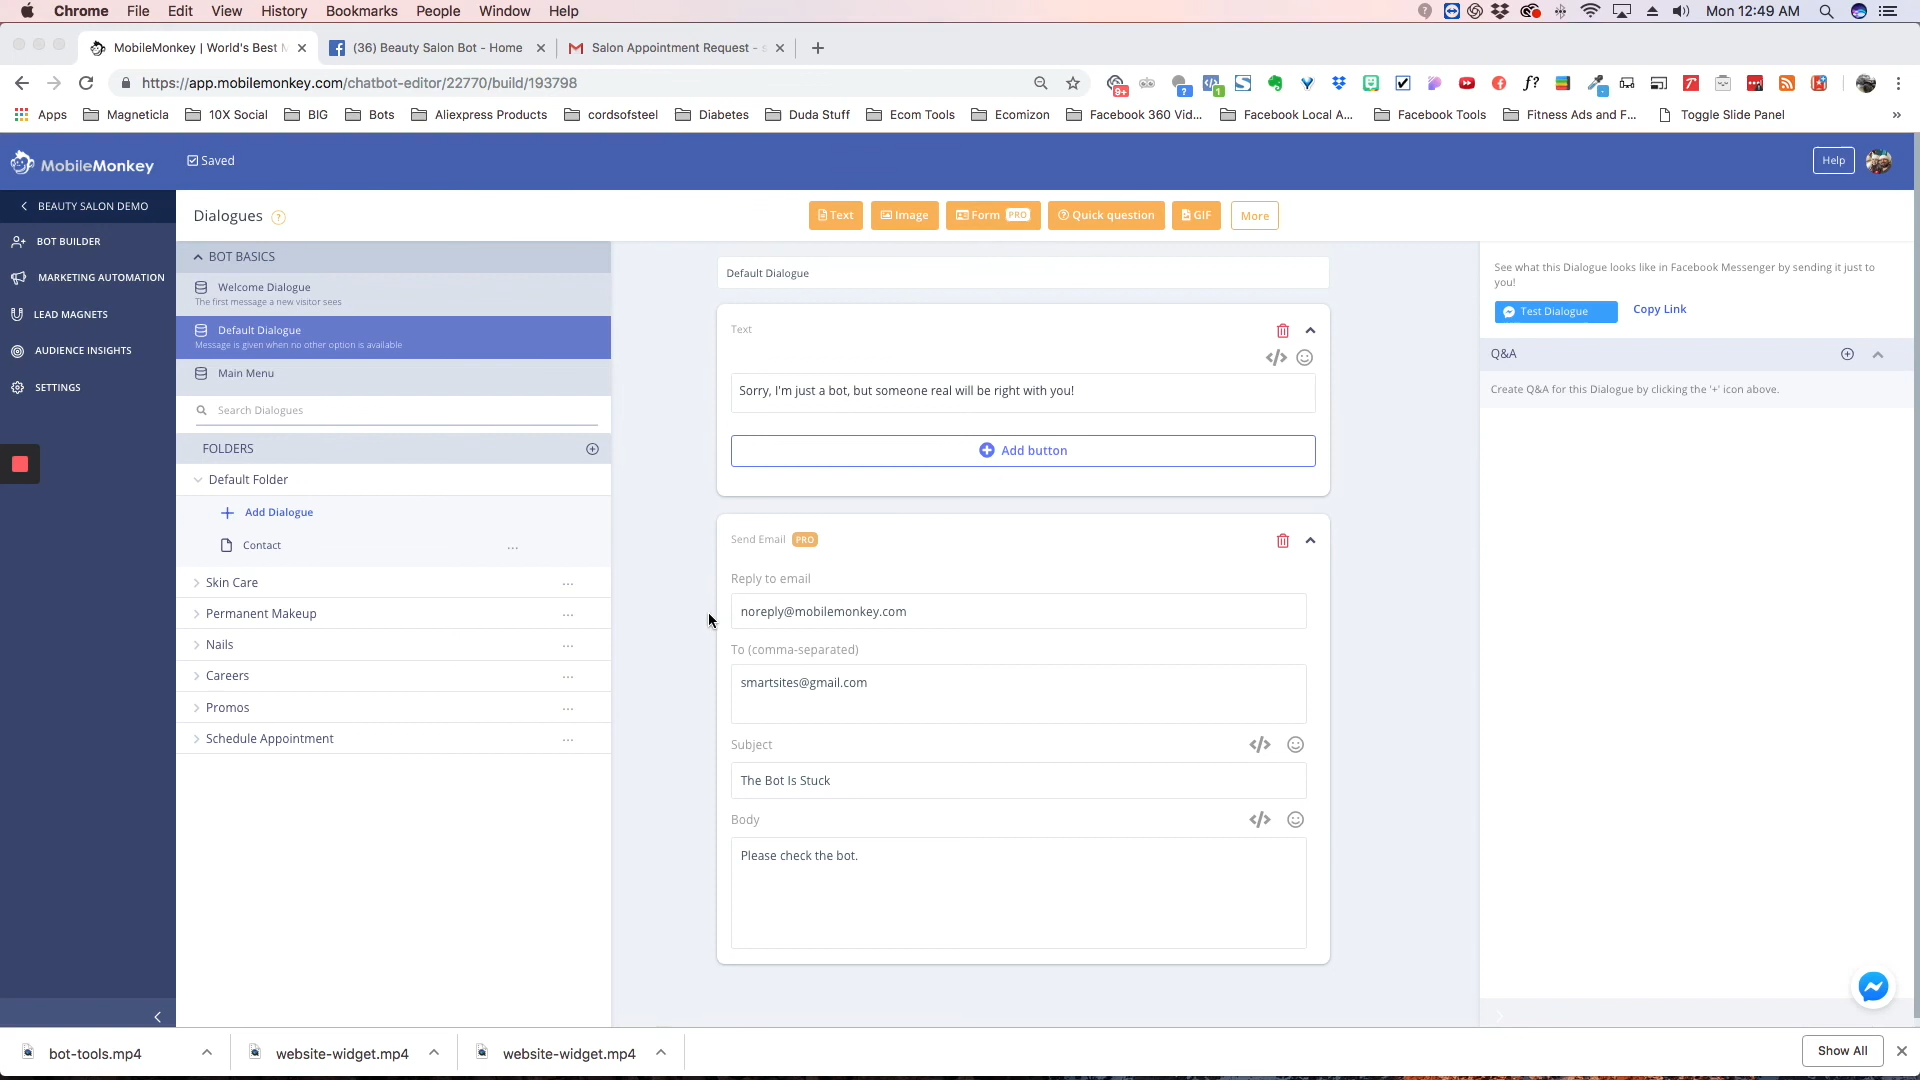 Chrome File Edit View History Bookmarks People Window Help Mon 12:49 AM
MobileMonkey | World's Best M (36) Beauty Salon Bot - Home Salon Appointment Request - s
https://app.mobilemonkey.com/chatbot-editor/22770/build/193798
9+ ? 1 f?
Apps Magneticla 10X Social BIG Bots Aliexpress Products cordsofsteel Diabetes Duda Stuff Ecom Tools Ecomizon Facebook 360 Vid... Facebook Local A... Facebook Tools Fitness Ads and F... Toggle Slide Panel »
MobileMonkey Saved Help
BEAUTY SALON DEMO
BOT BUILDER
MARKETING AUTOMATION
LEAD MAGNETS
AUDIENCE INSIGHTS
SETTINGS
Dialogues ?
Text Image Form PRO Quick question GIF More
BOT BASICS
Welcome Dialogue
The first message a new visitor sees
Default Dialogue
Message is given when no other option is available
Main Menu
Search Dialogues
FOLDERS
Default Folder
Add Dialogue
Contact ...
Skin Care ...
Permanent Makeup ...
Nails ...
Careers ...
Promos ...
Schedule Appointment ...
Default Dialogue
Text
</>
Sorry, I'm just a bot, but someone real will be right with you!
Add button
Send Email PRO
Reply to email
noreply@mobilemonkey.com
To (comma-separated)
smartsites@gmail.com
Subject </>
The Bot Is Stuck
Body </>
Please check the bot.
See what this Dialogue looks like in Facebook Messenger by sending it just to
you!
Test Dialogue Copy Link
Q&A
Create Q&A for this Dialogue by clicking the '+' icon above.
bot-tools.mp4 website-widget.mp4 website-widget.mp4 Show All